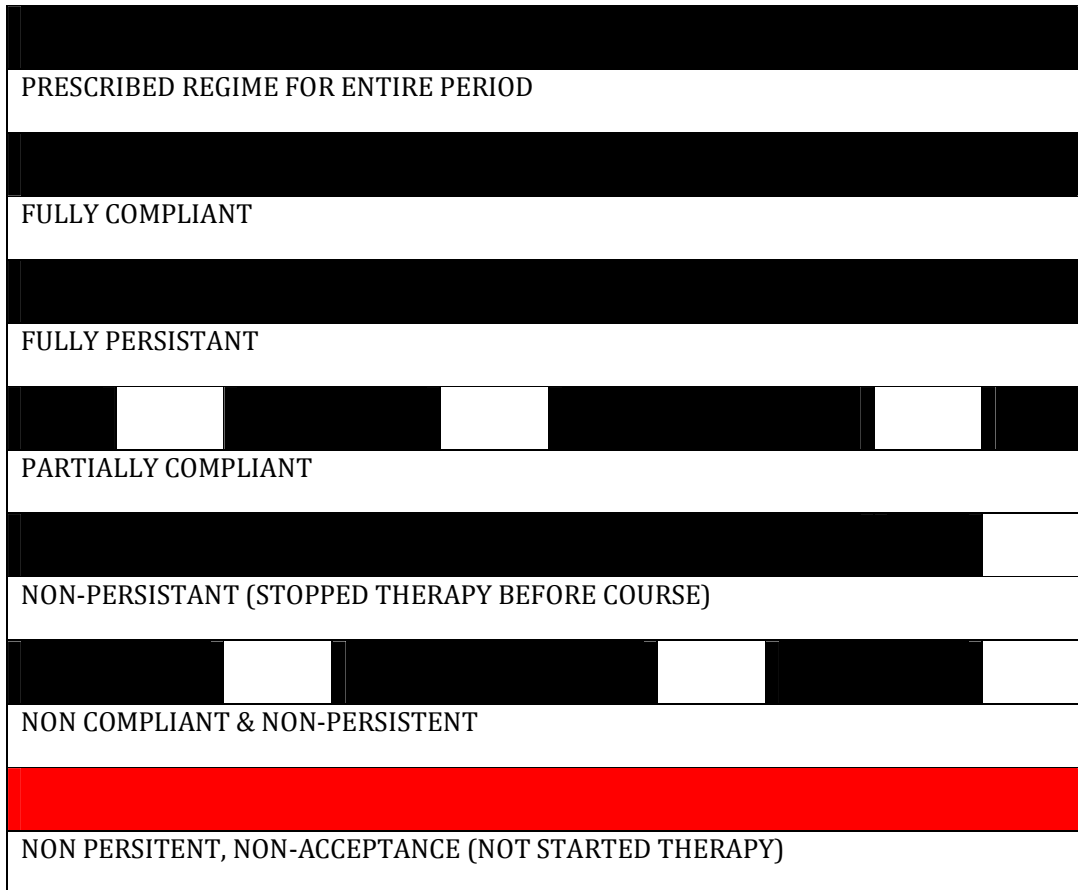 PRESCRIBED REGIME FOR ENTIRE PERIOD
FULLY COMPLIANT
FULLY PERSISTANT
PARTIALLY COMPLIANT
NON-PERSISTANT (STOPPED THERAPY BEFORE COURSE)
NON COMPLIANT & NON-PERSISTENT
NON PERSITENT, NON-ACCEPTANCE (NOT STARTED THERAPY)